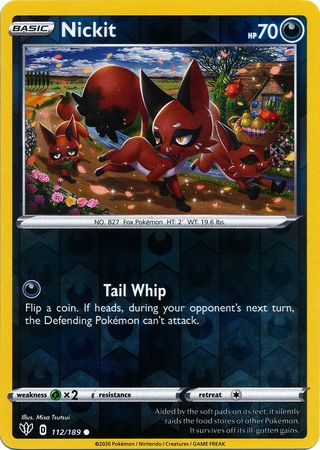 BASIC Nickit HP 70
NO. 827 Fox Pokémon HT: 2' WT: 19.6 lbs.
Tail Whip
Flip a coin. If heads, during your opponent's next turn,
the Defending Pokémon can't attack.
weakness ×2 resistance retreat
Illus. Misa Tsutsui
D 112/189
Aided by the soft pads on its feet, it silently
raids the food stores of other Pokémon.
It survives off its ill-gotten gains.
©2020 Pokémon / Nintendo / Creatures / GAME FREAK